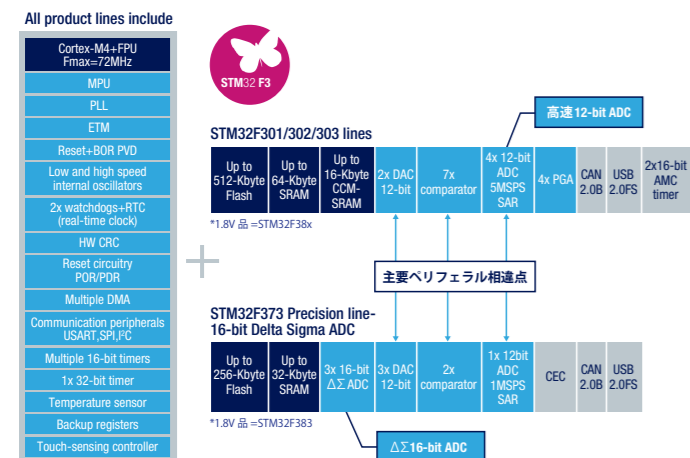 All product lines include
Cortex-M4+FPU
Fmax=72MHz
MPU
PLL
ETM
Reset+BOR PVD
Low and high speed
internal oscillators
2x watchdogs+RTC
(real-time clock)
HW CRC
Reset circuitry
POR/PDR
Multiple DMA
Communication peripherals
USART,SPI,I²C
Multiple 16-bit timers
1x 32-bit timer
Temperature sensor
Backup registers
Touch-sensing controller
+
STM32 F3
高速12-bit ADC
STM32F301/302/303 lines
Up to
512-Kbyte
Flash
Up to
64-Kbyte
SRAM
Up to
16-Kbyte
CCM-
SRAM
2x DAC
12-bit
7x
comparator
4x 12-bit
ADC
5MSPS
SAR
4x PGA
CAN
2.0B
USB
2.0FS
2x16-bit
AMC
timer
*1.8V 品 =STM32F38x
主要ペリフェラル相違点
STM32F373 Precision line-
16-bit Delta Sigma ADC
Up to
256-Kbyte
Flash
Up to
32-Kbyte
SRAM
3x 16-bit
ΔΣADC
3x DAC
12-bit
2x
comparator
1x 12bit
ADC
1MSPS
SAR
CEC
CAN
2.0B
USB
2.0FS
*1.8V 品 =STM32F383
ΔΣ16-bit ADC